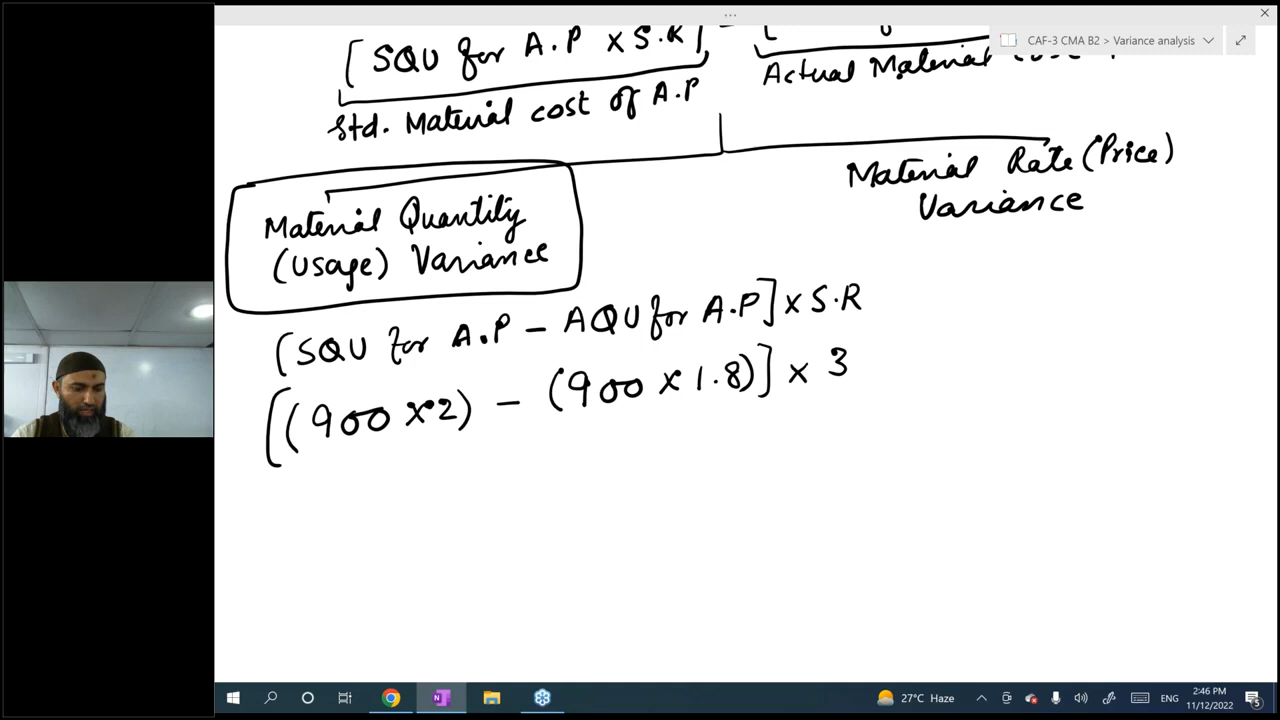 [SQU for A.P x S.R] -
CAF-3 CMA B2 > Variance analysis
Std. Material cost of A.P
Actual Material
Material Quantity
(Usage) Variance
Material Rate (Price)
Variance
[SQU for A.P - AQU for A.P] x S.R
[(900 x 2) - (900 x 1.8)] x 3
27°C Haze
ENG
2:46 PM
11/12/2022
5